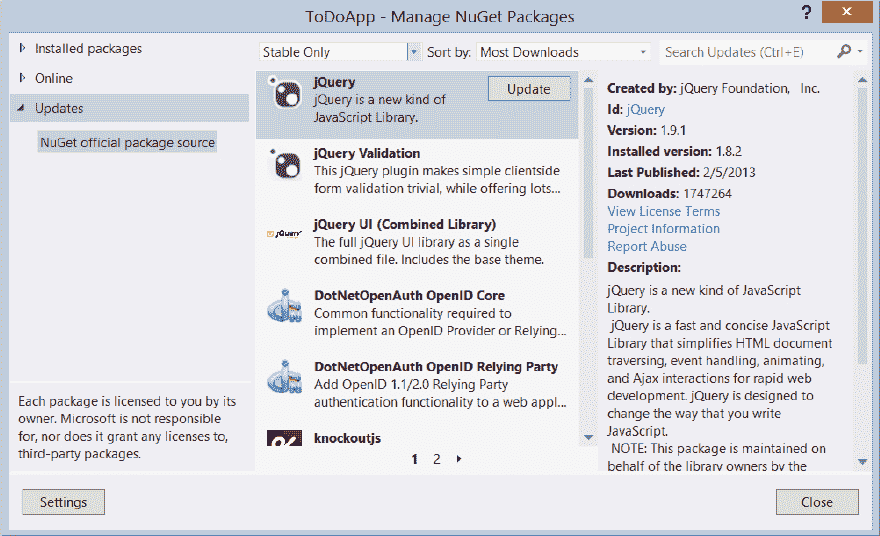 ToDoApp - Manage NuGet Packages
?
Installed packages
Online
Updates
NuGet official package source
Each package is licensed to you by its
owner. Microsoft is not responsible
for, nor does it grant any licenses to,
third-party packages.
Settings
Stable Only
Sort by: Most Downloads
Search Updates (Ctrl+E)
jQuery
Update
jQuery is a new kind of
JavaScript Library.
jQuery Validation
This jQuery plugin makes simple clientside
form validation trivial, while offering lots...
jQuery
jQuery UI (Combined Library)
The full jQuery UI library as a single
combined file. Includes the base theme.
DotNetOpenAuth OpenID Core
Common functionality required to
implement an OpenID Provider or Relying...
DotNetOpenAuth OpenID Relying Party
Add OpenID 1.1/2.0 Relying Party
authentication functionality to a web appl...
knockoutjs
1 2
Created by: jQuery Foundation, Inc.
Id: jQuery
Version: 1.9.1
Installed version: 1.8.2
Last Published: 2/5/2013
Downloads: 1747264
View License Terms
Project Information
Report Abuse
Description:
jQuery is a new kind of JavaScript
Library.
jQuery is a fast and concise JavaScript
Library that simplifies HTML document
traversing, event handling, animating,
and Ajax interactions for rapid web
development. jQuery is designed to
change the way that you write
JavaScript.
NOTE: This package is maintained on
behalf of the library owners by the
Close